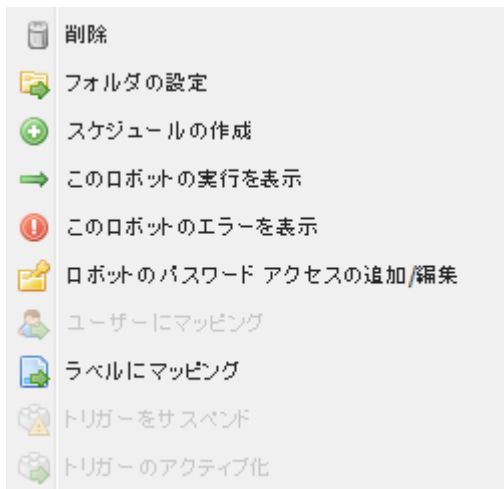 削除
フォルダの設定
スケジュールの作成
このロボットの実行を表示
このロボットのエラーを表示
ロボットのパスワード アクセスの追加/編集
ユーザーにマッピング
ラベルにマッピング
トリガーをサスペンド
トリガーのアクティブ化